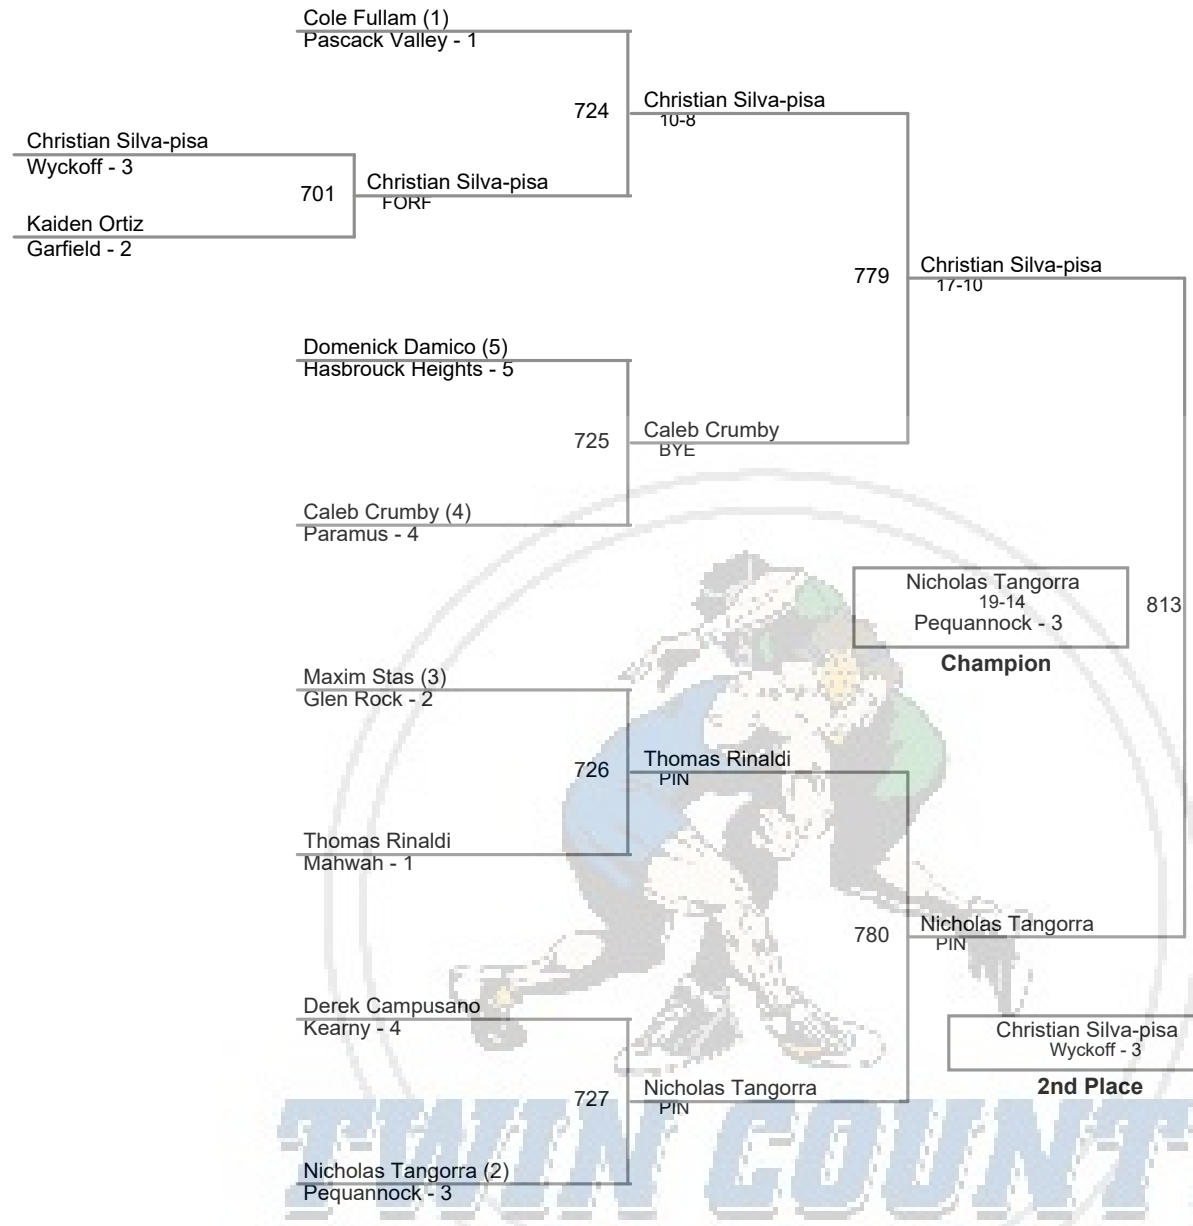 Cole Fullam (1)
Pascack Valley - 1
724
Christian Silva-pisa
10-8
Christian Silva-pisa
Wyckoff - 3
701
Christian Silva-pisa
FORF
Kaiden Ortiz
Garfield - 2
779
Christian Silva-pisa
17-10
Domenick Damico (5)
Hasbrouck Heights - 5
725
Caleb Crumby
BYE
Caleb Crumby (4)
Paramus - 4
Nicholas Tangorra
19-14
Pequannock - 3
813
Champion
Maxim Stas (3)
Glen Rock - 2
726
Thomas Rinaldi
PIN
Thomas Rinaldi
Mahwah - 1
780
Nicholas Tangorra
PIN
Derek Campusano
Kearny - 4
Christian Silva-pisa
Wyckoff - 3
2nd Place
727
Nicholas Tangorra
PIN
TWIN COUNT
Nicholas Tangorra (2)
Pequannock - 3